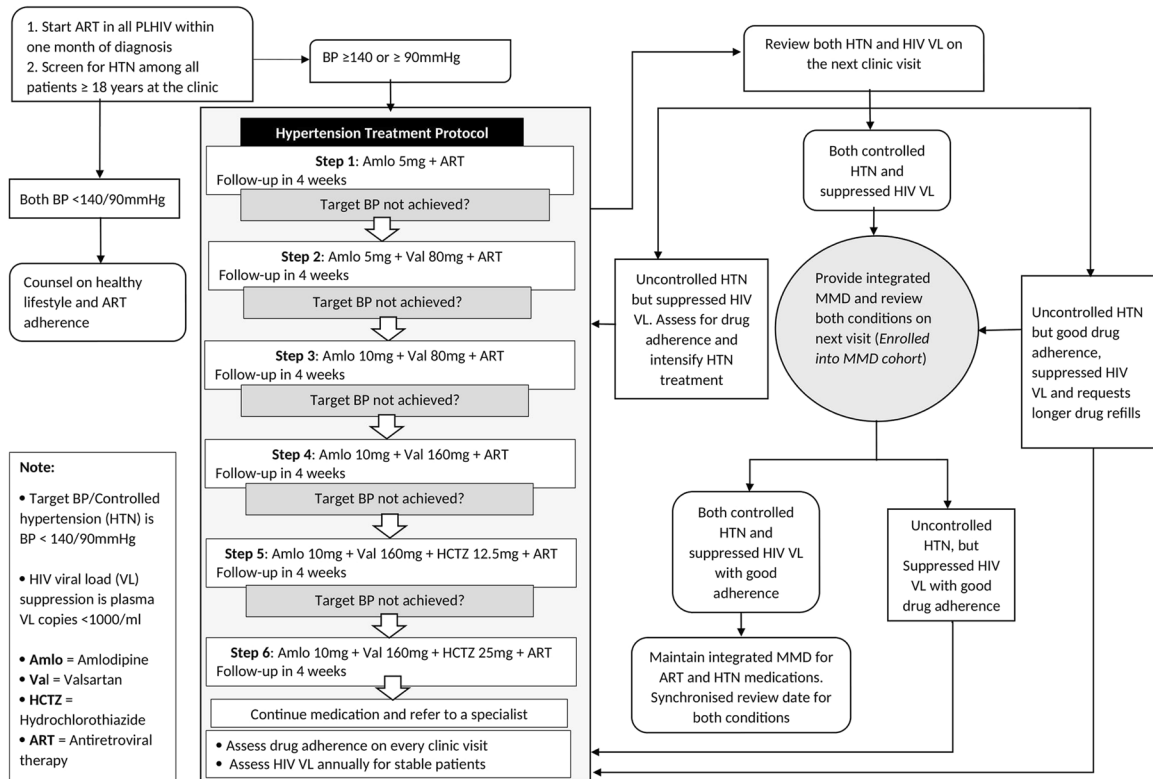 1. Start ART in all PLHIV within
one month of diagnosis
2. Screen for HTN among all
patients ≥ 18 years at the clinic
BP ≥140 or ≥ 90mmHg
Both BP <140/90mmHg
Counsel on healthy
lifestyle and ART
adherence
Hypertension Treatment Protocol
Step 1: Amlo 5mg + ART
Follow-up in 4 weeks
Target BP not achieved?
Step 2: Amlo 5mg + Val 80mg + ART
Follow-up in 4 weeks
Target BP not achieved?
Step 3: Amlo 10mg + Val 80mg + ART
Follow-up in 4 weeks
Target BP not achieved?
Step 4: Amlo 10mg + Val 160mg + ART
Follow-up in 4 weeks
Target BP not achieved?
Step 5: Amlo 10mg + Val 160mg + HCTZ 12.5mg + ART
Follow-up in 4 weeks
Target BP not achieved?
Step 6: Amlo 10mg + Val 160mg + HCTZ 25mg + ART
Follow-up in 4 weeks
Continue medication and refer to a specialist
• Assess drug adherence on every clinic visit
• Assess HIV VL annually for stable patients
Review both HTN and HIV VL on
the next clinic visit
Both controlled
HTN and
suppressed HIV VL
Uncontrolled HTN
but suppressed HIV
VL. Assess for drug
adherence and
intensify HTN
treatment
Provide integrated
MMD and review
both conditions on
next visit (Enrolled
into MMD cohort)
Uncontrolled HTN
but good drug
adherence,
suppressed HIV
VL and requests
longer drug refills
Both controlled
HTN and
suppressed HIV VL
with good
adherence
Uncontrolled
HTN, but
Suppressed HIV
VL with good
drug adherence
Maintain integrated MMD for
ART and HTN medications.
Synchronised review date for
both conditions
Note:
• Target BP/Controlled
hypertension (HTN) is
BP < 140/90mmHg
• HIV viral load (VL)
suppression is plasma
VL copies <1000/ml
• Amlo = Amlodipine
• Val = Valsartan
• HCTZ =
Hydrochlorothiazide
• ART = Antiretroviral
therapy